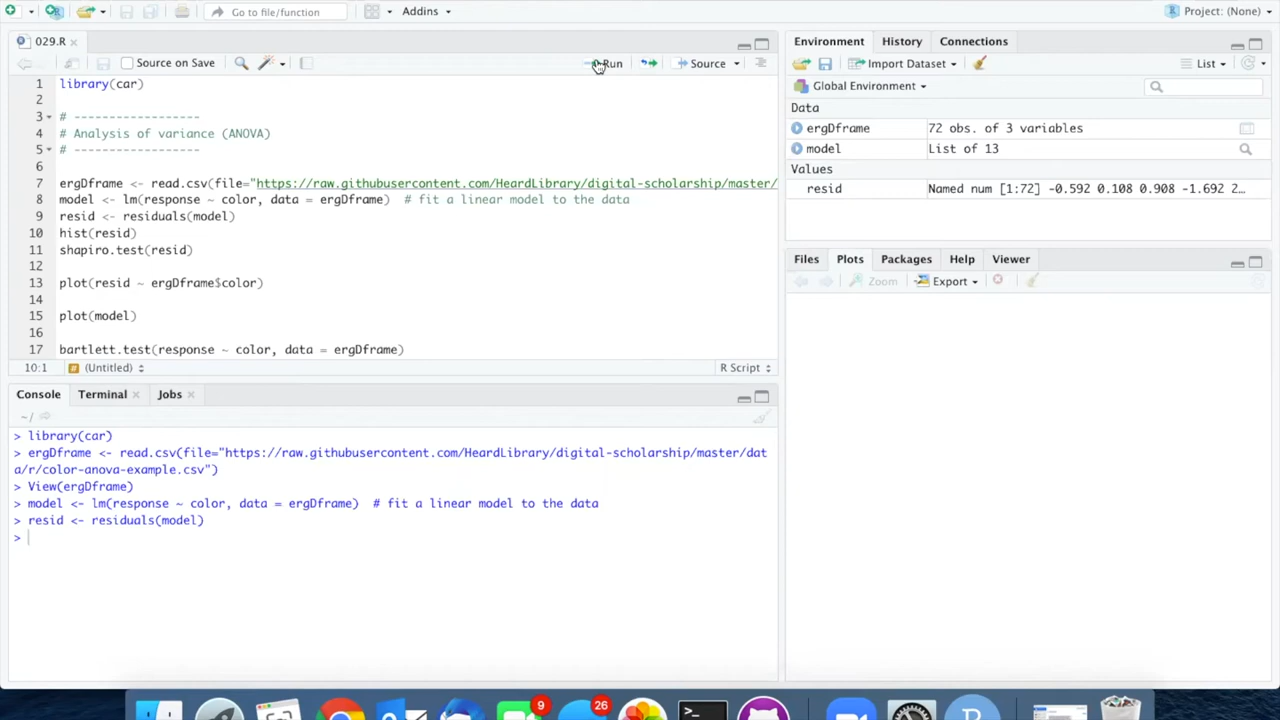 Go to file/function
Addins
Project: (None)
029.R
Source on Save
Run
Source
1 library(car)
2
3 # ------------------
4 # Analysis of variance (ANOVA)
5 # ------------------
6
7 ergDframe <- read.csv(file="https://raw.githubusercontent.com/HeardLibrary/digital-scholarship/master/
8 model <- lm(response ~ color, data = ergDframe)  # fit a linear model to the data
9 resid <- residuals(model)
10 hist(resid)
11 shapiro.test(resid)
12
13 plot(resid ~ ergDframe$color)
14
15 plot(model)
16
17 bartlett.test(response ~ color, data = ergDframe)
10:1 # (Untitled) R Script
Console Terminal Jobs
~/
> library(car)
> ergDframe <- read.csv(file="https://raw.githubusercontent.com/HeardLibrary/digital-scholarship/master/dat
a/r/color-anova-example.csv")
> View(ergDframe)
> model <- lm(response ~ color, data = ergDframe)  # fit a linear model to the data
> resid <- residuals(model)
>
Environment History Connections
Import Dataset List
Global Environment
Data
ergDframe 72 obs. of 3 variables
model List of 13
Values
resid Named num [1:72] -0.592 0.108 0.908 -1.692 2…
Files Plots Packages Help Viewer
Zoom Export
9
26